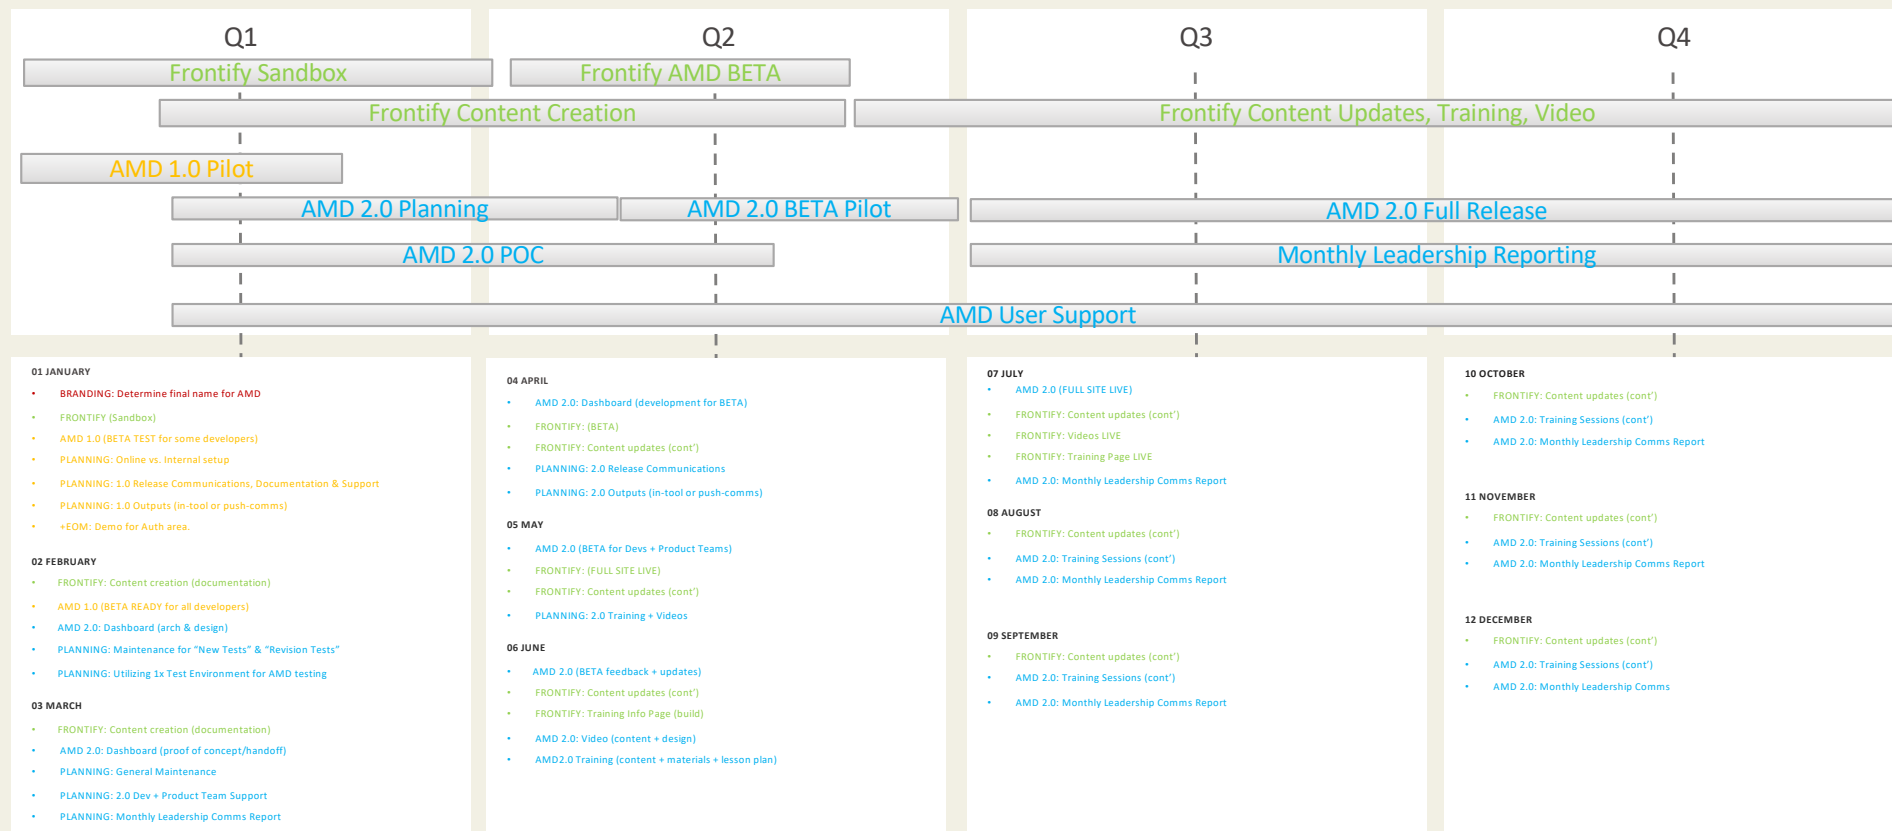 Q1
Q2
Q3
Q4
Frontify Sandbox
Frontify AMD BETA
Frontify Content Creation
Frontify Content Updates, Training, Video
AMD 1.0 Pilot
AMD 2.0 Planning
AMD 2.0 BETA Pilot
AMD 2.0 Full Release
AMD 2.0 POC
Monthly Leadership Reporting
AMD User Support
01 JANUARY
• BRANDING: Determine final name for AMD
• FRONTIFY (Sandbox)
• AMD 1.0 (BETA TEST for some developers)
• PLANNING: Online vs. Internal setup
• PLANNING: 1.0 Release Communications, Documentation & Support
• PLANNING: 1.0 Outputs (in-tool or push-comms)
• +EOM: Demo for Auth area.
02 FEBRUARY
• FRONTIFY: Content creation (documentation)
• AMD 1.0 (BETA READY for all developers)
• AMD 2.0: Dashboard (arch & design)
• PLANNING: Maintenance for “New Tests” & “Revision Tests”
• PLANNING: Utilizing 1x Test Environment for AMD testing
03 MARCH
• FRONTIFY: Content creation (documentation)
• AMD 2.0: Dashboard (proof of concept/handoff)
• PLANNING: General Maintenance
• PLANNING: 2.0 Dev + Product Team Support
• PLANNING: Monthly Leadership Comms Report
04 APRIL
• AMD 2.0: Dashboard (development for BETA)
• FRONTIFY: (BETA)
• FRONTIFY: Content updates (cont’)
• PLANNING: 2.0 Release Communications
• PLANNING: 2.0 Outputs (in-tool or push-comms)
05 MAY
• AMD 2.0 (BETA for Devs + Product Teams)
• FRONTIFY: (FULL SITE LIVE)
• FRONTIFY: Content updates (cont’)
• PLANNING: 2.0 Training + Videos
06 JUNE
• AMD 2.0 (BETA feedback + updates)
• FRONTIFY: Content updates (cont’)
• FRONTIFY: Training Info Page (build)
• AMD 2.0: Video (content + design)
• AMD2.0 Training (content + materials + lesson plan)
07 JULY
• AMD 2.0 (FULL SITE LIVE)
• FRONTIFY: Content updates (cont’)
• FRONTIFY: Videos LIVE
• FRONTIFY: Training Page LIVE
• AMD 2.0: Monthly Leadership Comms Report
08 AUGUST
• FRONTIFY: Content updates (cont’)
• AMD 2.0: Training Sessions (cont’)
• AMD 2.0: Monthly Leadership Comms Report
09 SEPTEMBER
• FRONTIFY: Content updates (cont’)
• AMD 2.0: Training Sessions (cont’)
• AMD 2.0: Monthly Leadership Comms Report
10 OCTOBER
• FRONTIFY: Content updates (cont’)
• AMD 2.0: Training Sessions (cont’)
• AMD 2.0: Monthly Leadership Comms Report
11 NOVEMBER
• FRONTIFY: Content updates (cont’)
• AMD 2.0: Training Sessions (cont’)
• AMD 2.0: Monthly Leadership Comms Report
12 DECEMBER
• FRONTIFY: Content updates (cont’)
• AMD 2.0: Training Sessions (cont’)
• AMD 2.0: Monthly Leadership Comms